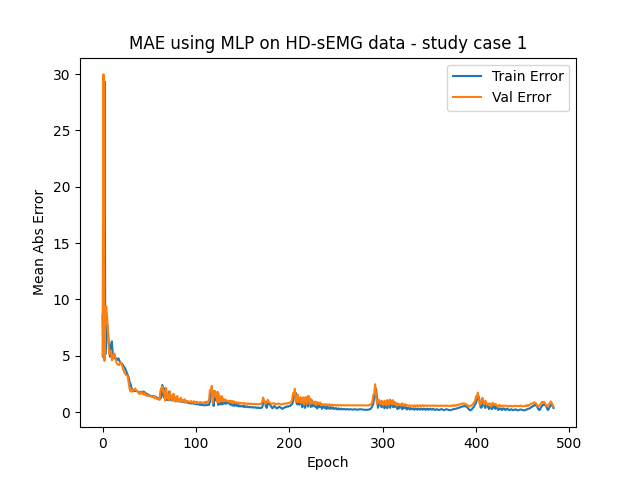 MAE using MLP on HD-sEMG data - study case 1
Train Error
Val Error
30
25
20
15
10
5
0
Mean Abs Error
0 100 200 300 400 500
Epoch